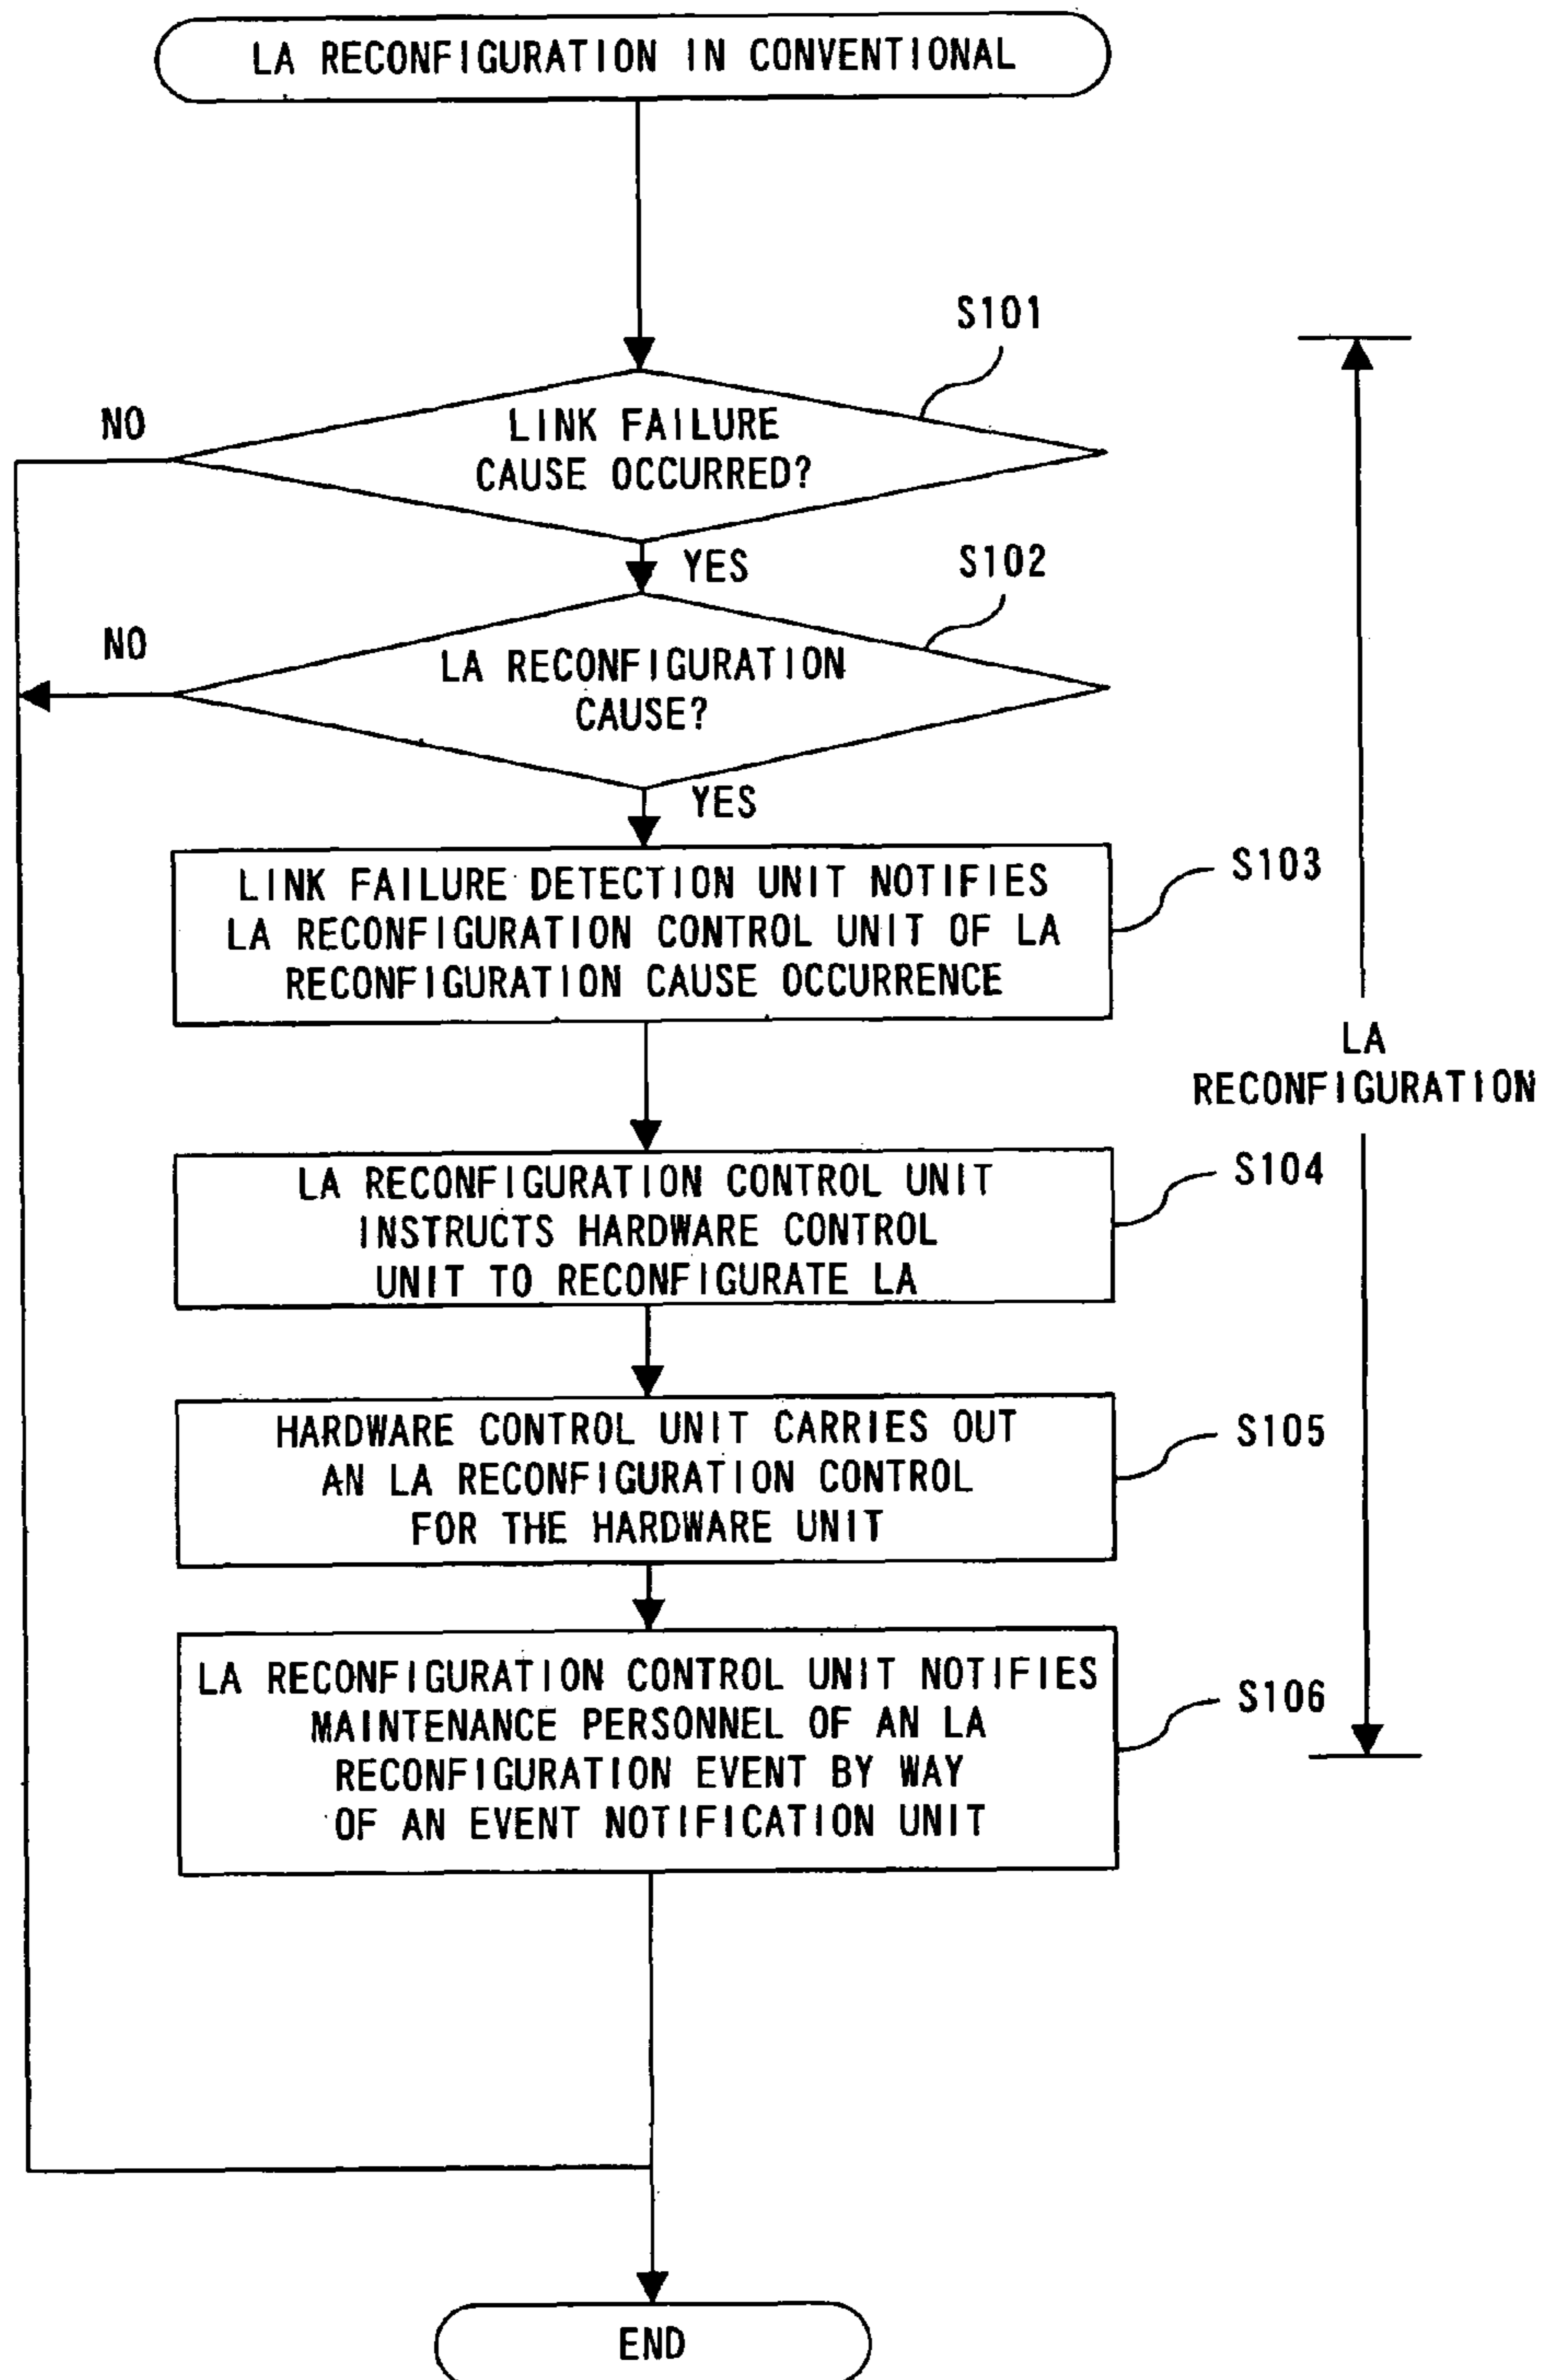 LA RECONFIGURATION IN CONVENTIONAL
S101
NO
LINK FAILURE
CAUSE OCCURRED?
YES
S102
NO
LA RECONFIGURATION
CAUSE?
YES
LINK FAILURE DETECTION UNIT NOTIFIES
LA RECONFIGURATION CONTROL UNIT OF LA
RECONFIGURATION CAUSE OCCURRENCE
S103
LA
RECONFIGURATION
LA RECONFIGURATION CONTROL UNIT
INSTRUCTS HARDWARE CONTROL
UNIT TO RECONFIGURATE LA
S104
HARDWARE CONTROL UNIT CARRIES OUT
AN LA RECONFIGURATION CONTROL
FOR THE HARDWARE UNIT
S105
LA RECONFIGURATION CONTROL UNIT NOTIFIES
MAINTENANCE PERSONNEL OF AN LA
RECONFIGURATION EVENT BY WAY
OF AN EVENT NOTIFICATION UNIT
S106
END